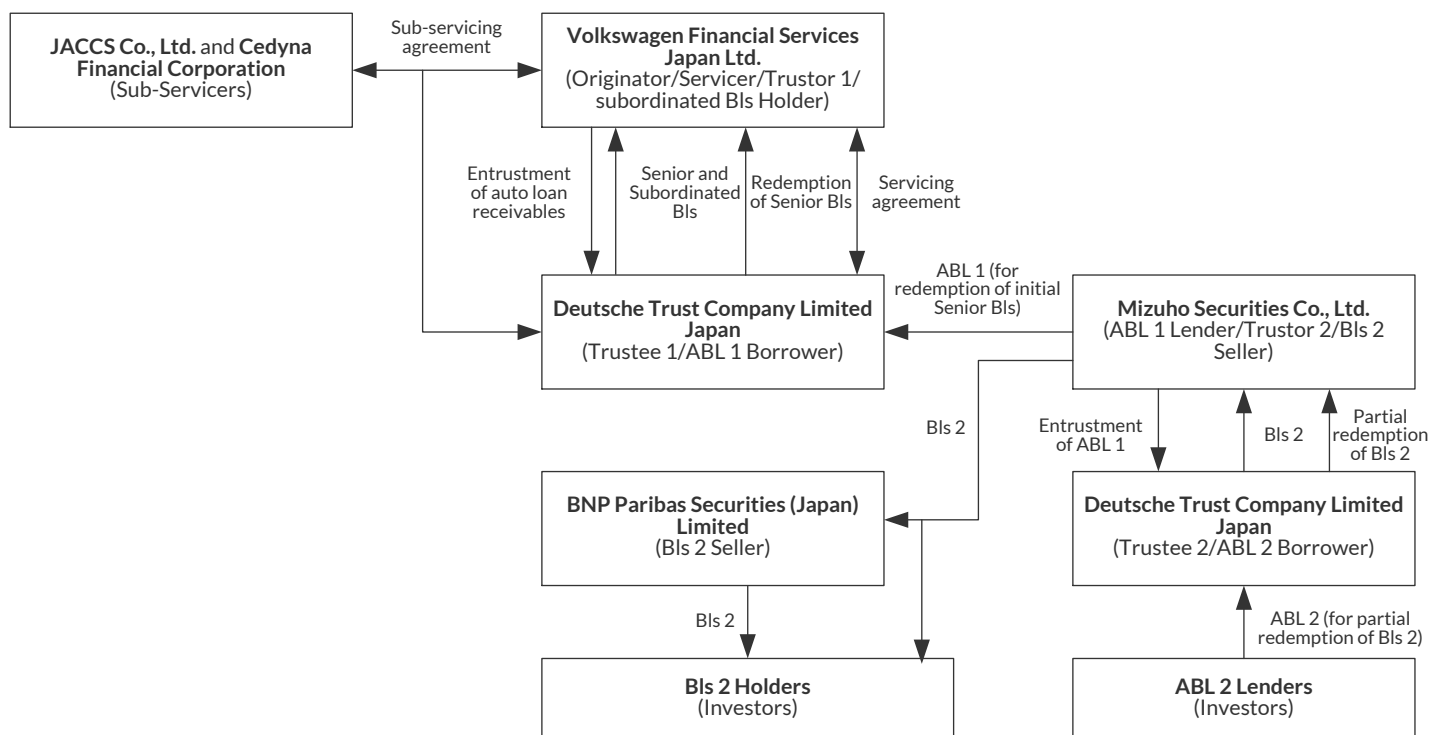 JACCS Co., Ltd. and Cedyna
Financial Corporation
(Sub-Servicers)
Sub-servicing
agreement
Volkswagen Financial Services
Japan Ltd.
(Originator/Servicer/Trustor 1/
subordinated BIs Holder)
Entrustment
of auto loan
receivables
Senior and
Subordinated
BIs
Redemption
of Senior BIs
Servicing
agreement
Deutsche Trust Company Limited
Japan
(Trustee 1/ABL 1 Borrower)
ABL 1 (for
redemption of initial
Senior BIs)
Mizuho Securities Co., Ltd.
(ABL 1 Lender/Trustor 2/BIs 2
Seller)
BIs 2
Entrustment
of ABL 1
BIs 2
Partial
redemption
of BIs 2
BNP Paribas Securities (Japan)
Limited
(BIs 2 Seller)
Deutsche Trust Company Limited
Japan
(Trustee 2/ABL 2 Borrower)
BIs 2
ABL 2 (for partial
redemption of BIs 2)
BIs 2 Holders
(Investors)
ABL 2 Lenders
(Investors)